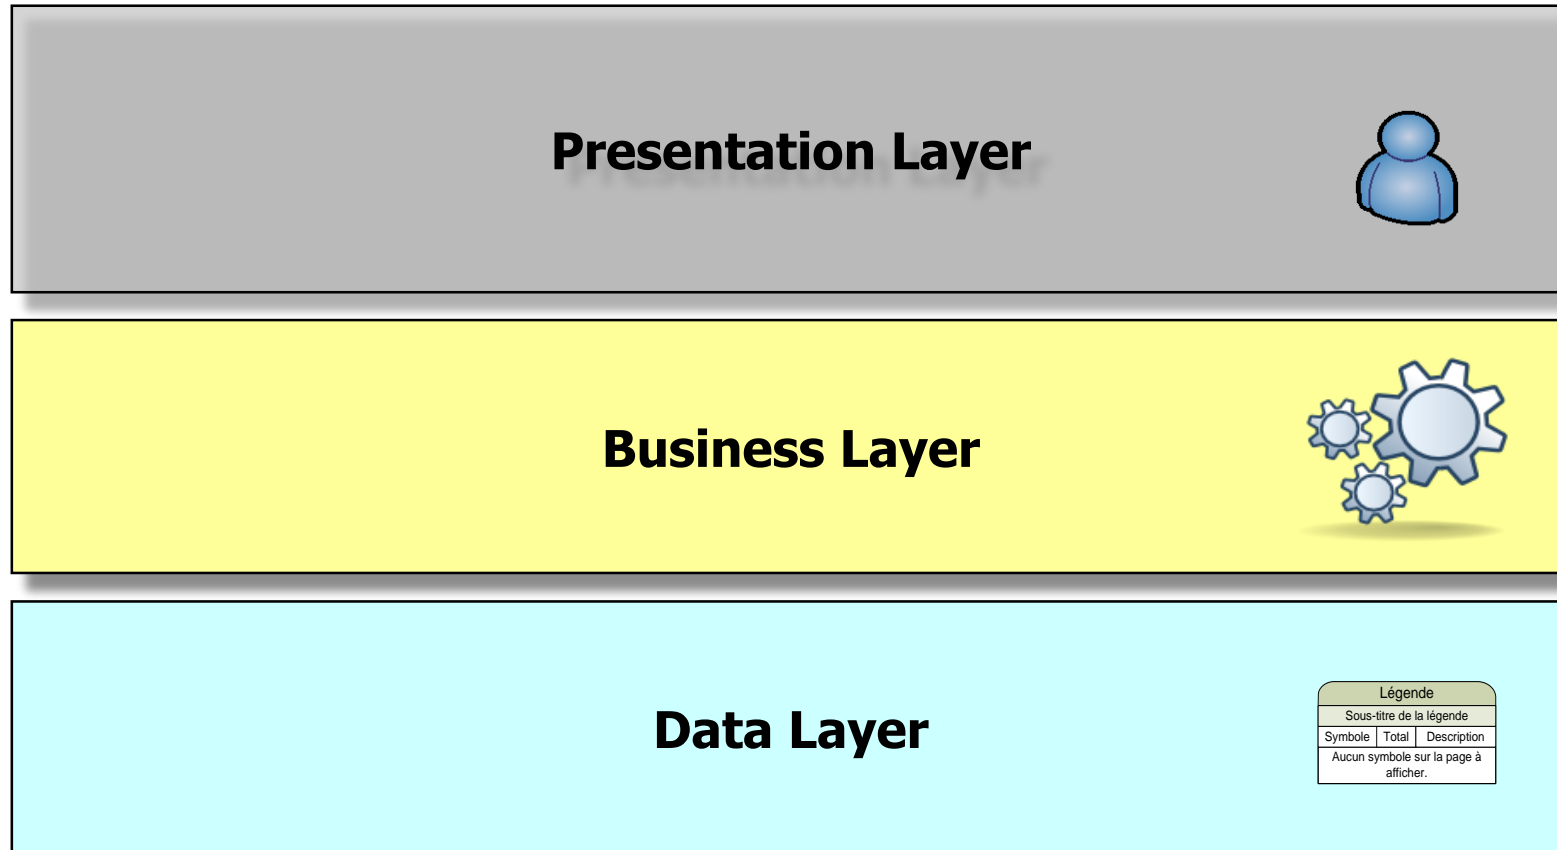 Presentation Layer
Business Layer
Data Layer
Légende
Sous-titre de la légende
Symbole Total Description
Aucun symbole sur la page à
afficher.